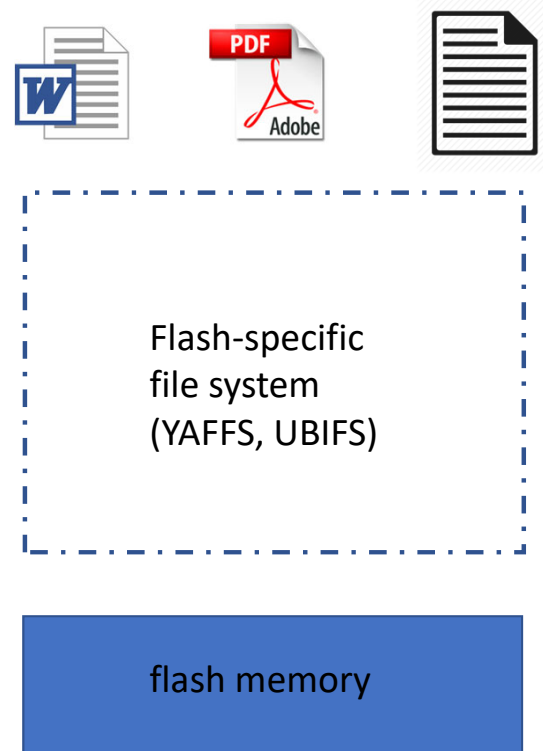 W
PDF
Adobe
Flash-specific
file system
(YAFFS, UBIFS)
flash memory